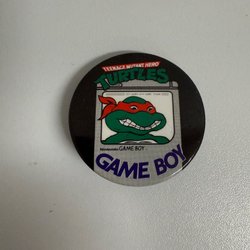 TEENAGE MUTANT HERO
TURTLES
Nintendo GAME BOY
GAME BOY